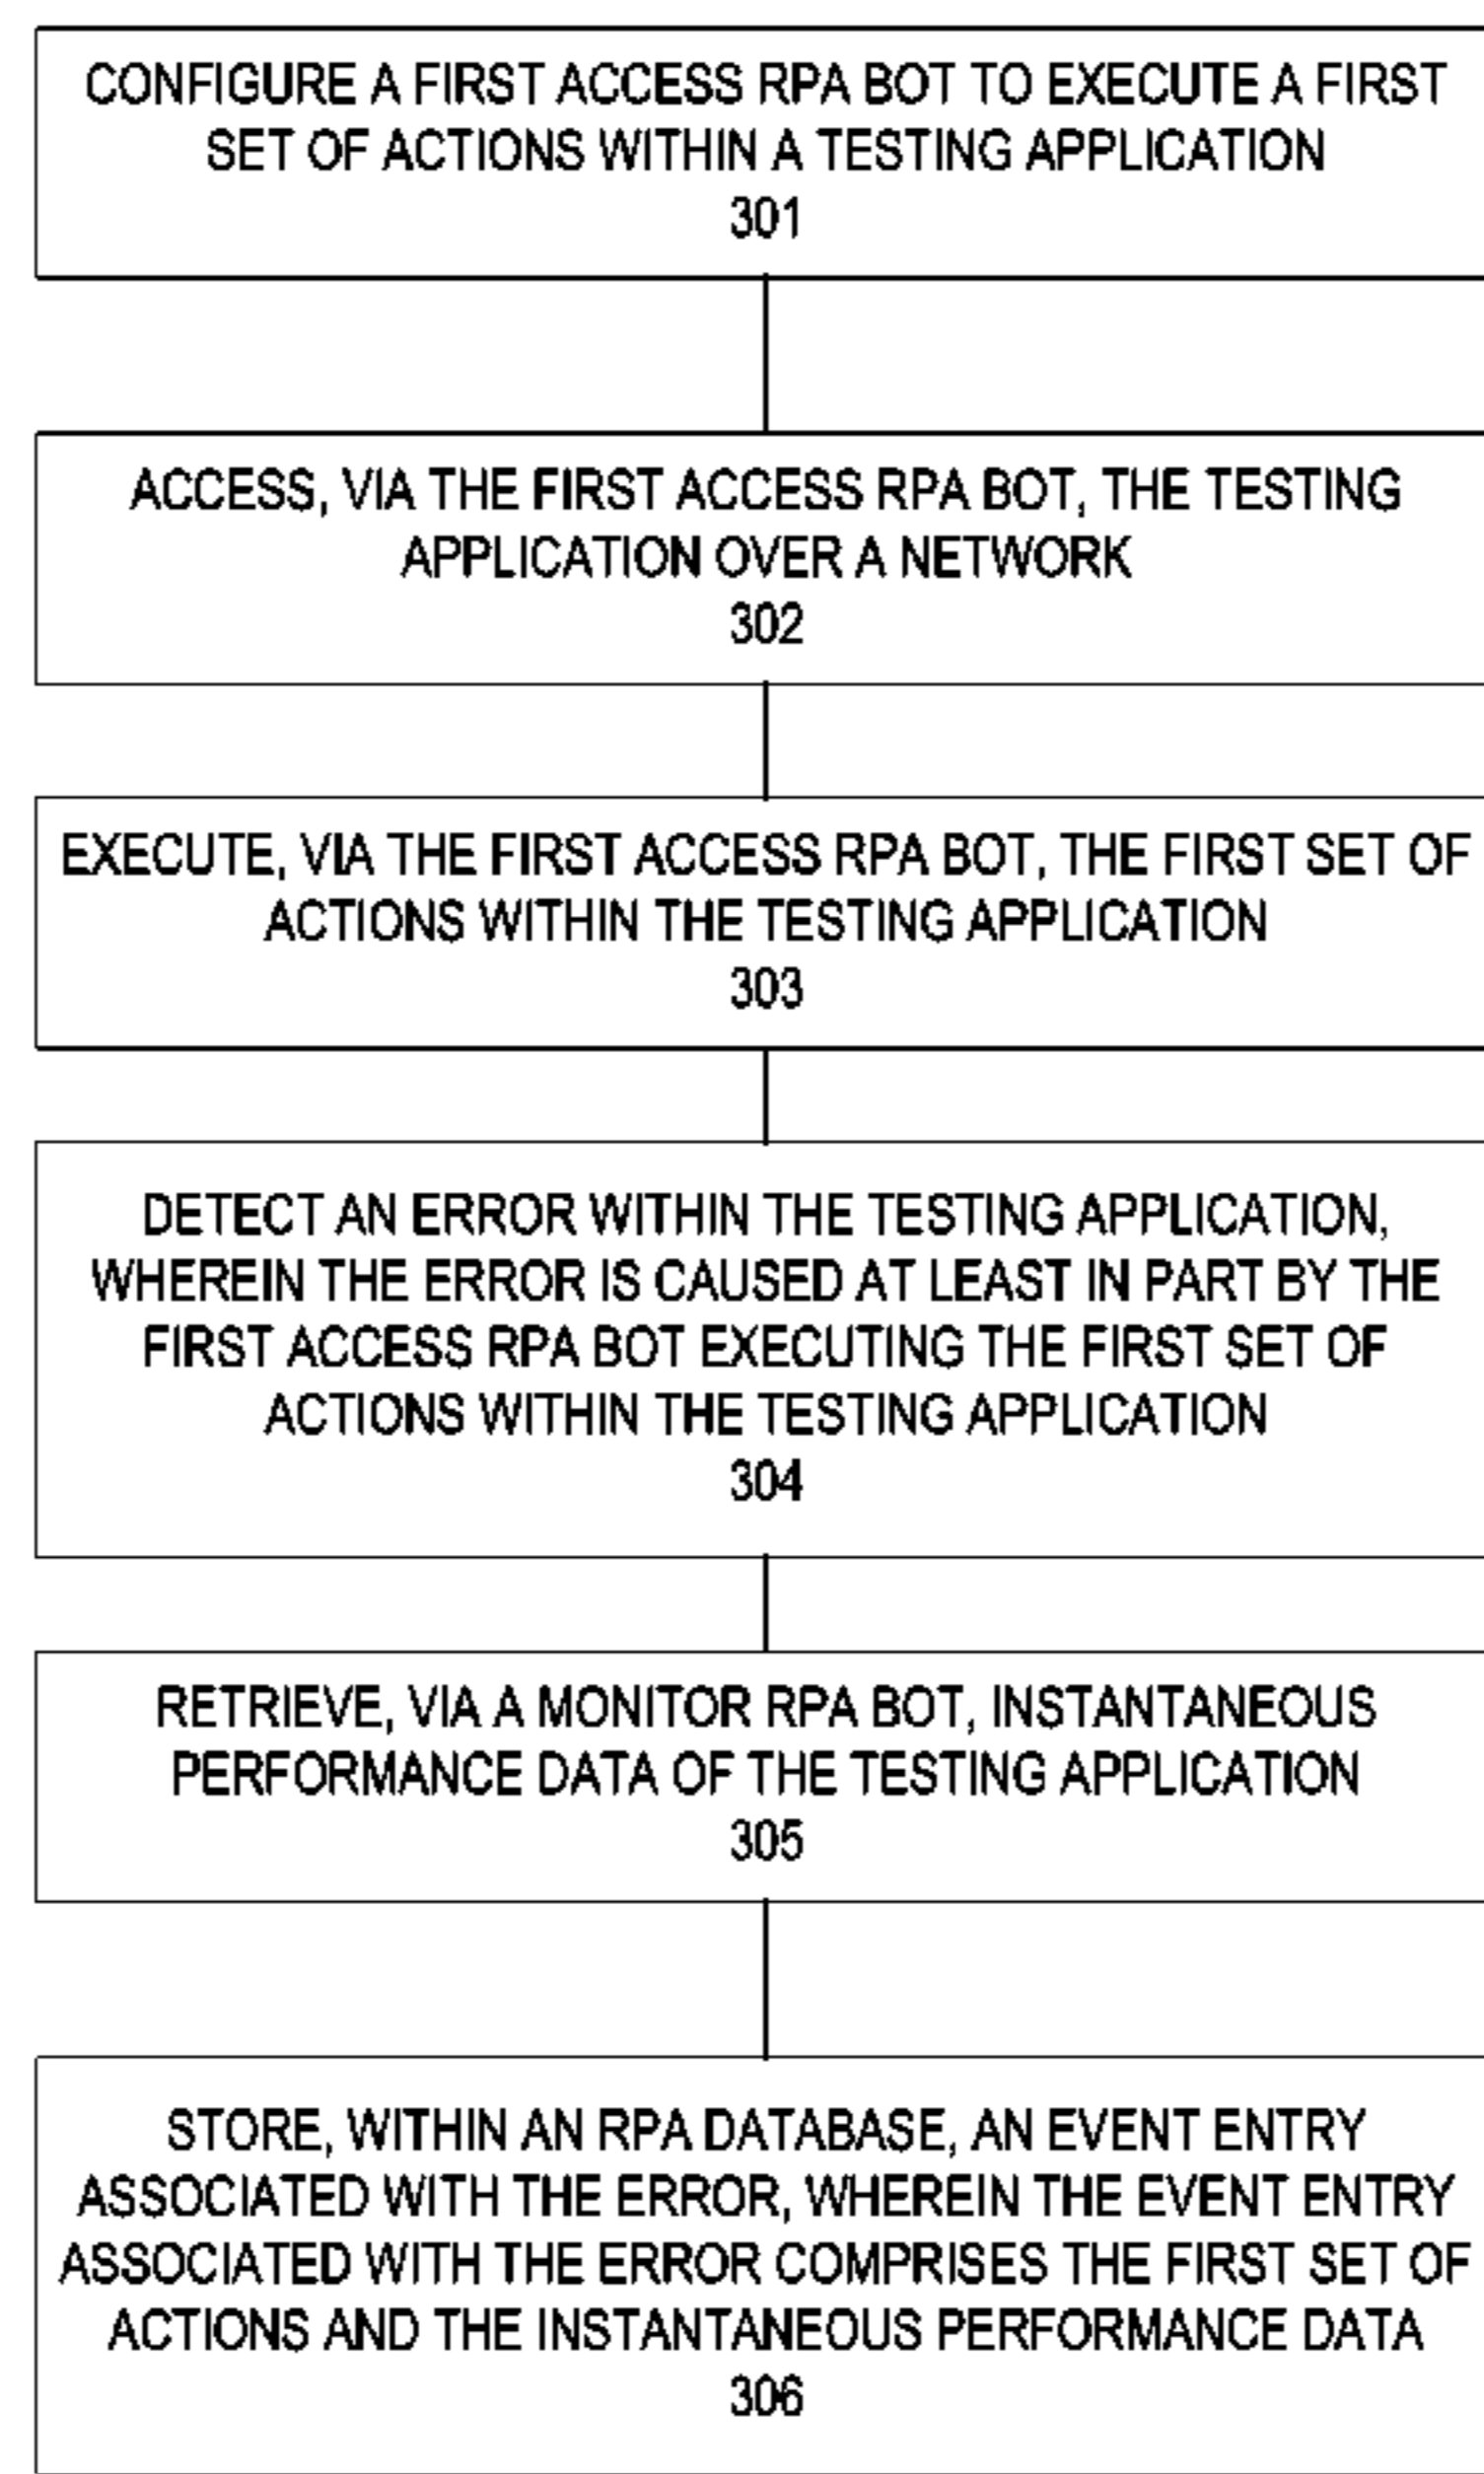 CONFIGURE A FIRST ACCESS RPA BOT TO EXECUTE A FIRST
SET OF ACTIONS WITHIN A TESTING APPLICATION
301
ACCESS, VIA THE FIRST ACCESS RPA BOT, THE TESTING
APPLICATION OVER A NETWORK
302
EXECUTE, VIA THE FIRST ACCESS RPA BOT, THE FIRST SET OF
ACTIONS WITHIN THE TESTING APPLICATION
303
DETECT AN ERROR WITHIN THE TESTING APPLICATION,
WHEREIN THE ERROR IS CAUSED AT LEAST IN PART BY THE
FIRST ACCESS RPA BOT EXECUTING THE FIRST SET OF
ACTIONS WITHIN THE TESTING APPLICATION
304
RETRIEVE, VIA A MONITOR RPA BOT, INSTANTANEOUS
PERFORMANCE DATA OF THE TESTING APPLICATION
305
STORE, WITHIN AN RPA DATABASE, AN EVENT ENTRY
ASSOCIATED WITH THE ERROR, WHEREIN THE EVENT ENTRY
ASSOCIATED WITH THE ERROR COMPRISES THE FIRST SET OF
ACTIONS AND THE INSTANTANEOUS PERFORMANCE DATA
306